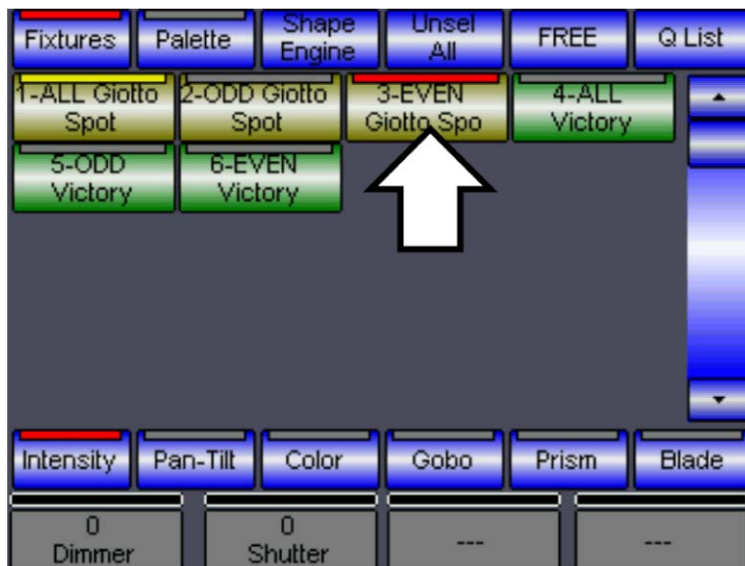 Fixtures
Palette
Shape
Engine
Unsel
All
FREE
Q List
1-ALL Giotto
Spot
2-ODD Giotto
Spot
3-EVEN
Giotto Spo
4-ALL
Victory
5-ODD
Victory
6-EVEN
Victory
Intensity
Pan-Tilt
Color
Gobo
Prism
Blade
0
Dimmer
0
Shutter
---
---